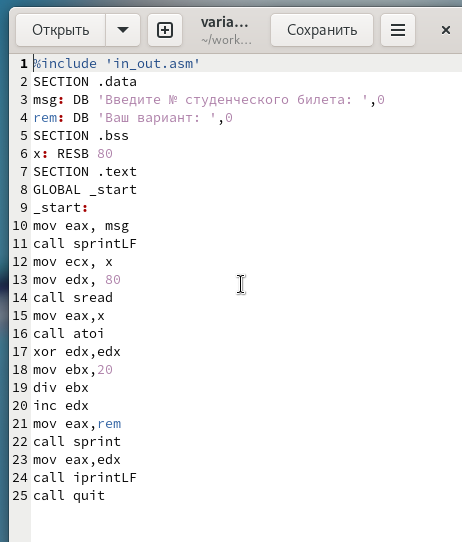 Открыть
varia...
~/work...
Сохранить
1 %include 'in_out.asm'
2 SECTION .data
3 msg: DB 'Введите № студенческого билета: ',0
4 rem: DB 'Ваш вариант: ',0
5 SECTION .bss
6 x: RESB 80
7 SECTION .text
8 GLOBAL _start
9 _start:
10 mov eax, msg
11 call sprintLF
12 mov ecx, x
13 mov edx, 80
14 call sread
15 mov eax,x
16 call atoi
17 xor edx,edx
18 mov ebx,20
19 div ebx
20 inc edx
21 mov eax,rem
22 call sprint
23 mov eax,edx
24 call iprintLF
25 call quit